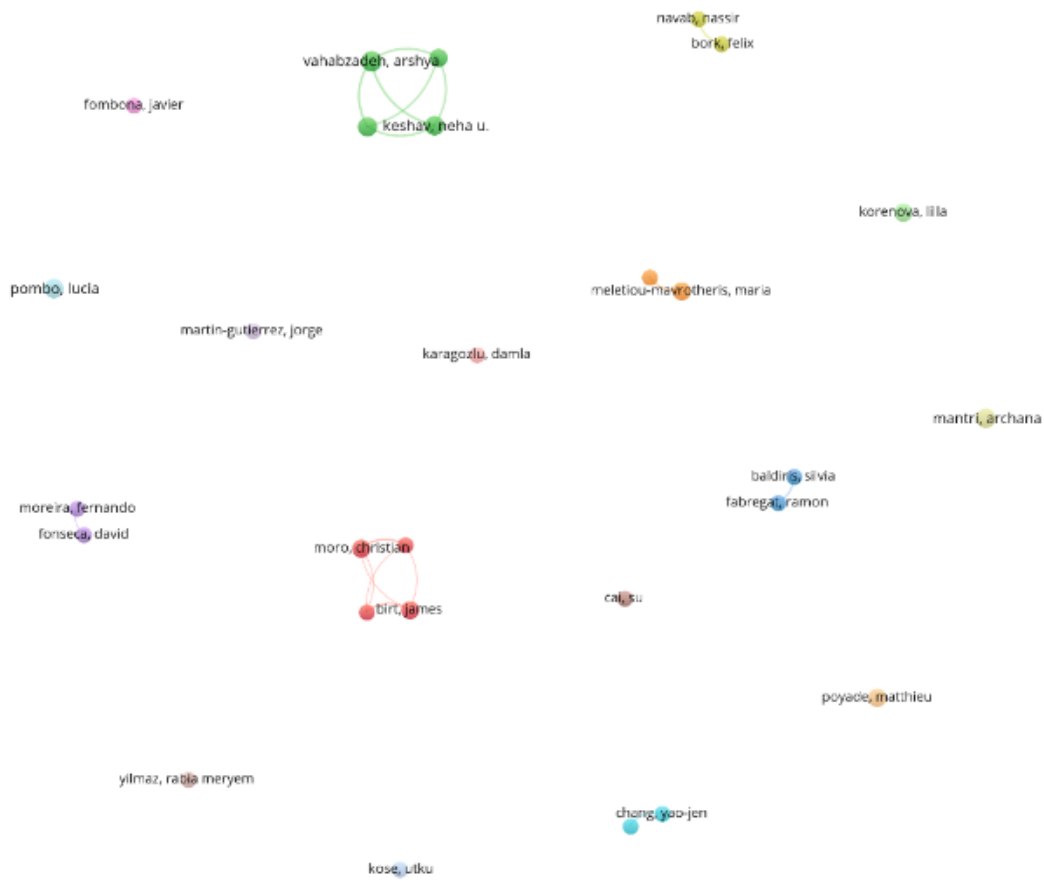 navab, nassir
bork, felix
vahabzadeh, arshya
fombona, javier
keshav, neha u.
korenova, lilla
pombo, lucia
meletiou-mavrotheris, maria
martin-gutierrez, jorge
karagozlu, damla
mantri, archana
baldiris, silvia
fabregat, ramon
moreira, fernando
fonseca, david
moro, christian
cai, su
birt, james
poyade, matthieu
yilmaz, rabia meryem
chang, yao-jen
kose, utku